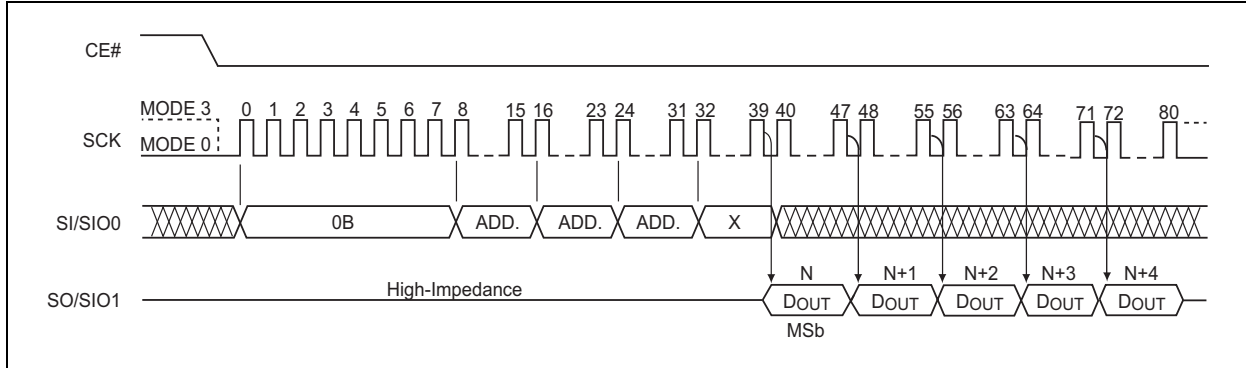 CE#
MODE 3
0 1 2 3 4 5 6 7 8 15 16 23 24 31 32 39 40 47 48 55 56 63 64 71 72 80
SCK
MODE 0
SI/SIO0
0B ADD. ADD. ADD. X
N N+1 N+2 N+3 N+4
High-Impedance
SO/SIO1
DOUT DOUT DOUT DOUT DOUT
MSb